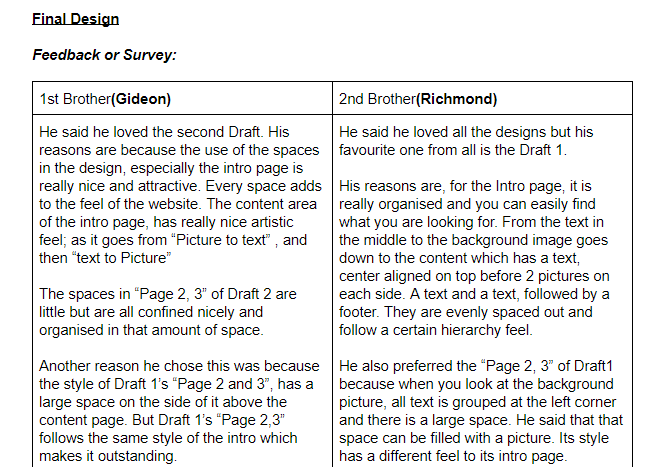 Final Design
Feedback or Survey:
1st Brother(Gideon)
He said he loved the second Draft. His
reasons are because the use of the spaces
in the design, especially the intro page is
really nice and attractive. Every space adds
to the feel of the website. The content area
of the intro page, has really nice artistic
feel; as it goes from “Picture to text” , and
then “text to Picture”
The spaces in “Page 2, 3” of Draft 2 are
little but are all confined nicely and
organised in that amount of space.
Another reason he chose this was because
the style of Draft 1’s “Page 2 and 3”, has a
large space on the side of it above the
content page. But Draft 1’s “Page 2,3”
follows the same style of the intro which
makes it outstanding.
2nd Brother(Richmond)
He said he loved all the designs but his
favourite one from all is the Draft 1.
His reasons are, for the Intro page, it is
really organised and you can easily find
what you are looking for. From the text in
the middle to the background image goes
down to the content which has a text,
center aligned on top before 2 pictures on
each side. A text and a text, followed by a
footer. They are evenly spaced out and
follow a certain hierarchy feel.
He also preferred the “Page 2, 3” of Draft1
because when you look at the background
picture, all text is grouped at the left corner
and there is a large space. He said that that
space can be filled with a picture. Its style
has a different feel to its intro page.